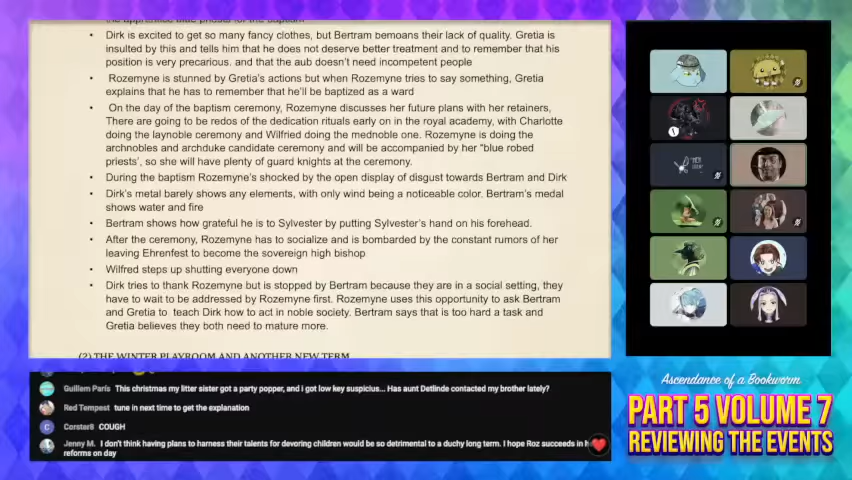 the apprentice blue priests for the baptism
Dirk is excited to get so many fancy clothes, but Bertram bemoans their lack of quality. Gretia is
insulted by this and tells him that he does not deserve better treatment and to remember that his
position is very precarious. and that the aub doesn't need incompetent people
Rozemyne is stunned by Gretia's actions but when Rozemyne tries to say something, Gretia
explains that he has to remember that he'll be baptized as a ward
On the day of the baptism ceremony, Rozemyne discusses her future plans with her retainers,
There are going to be redos of the dedication rituals early on in the royal academy, with Charlotte
doing the laynoble ceremony and Wilfried doing the mednoble one. Rozemyne is doing the
archnobles and archduke candidate ceremony and will be accompanied by her "blue robed
priests', so she will have plenty of guard knights at the ceremony.
During the baptism Rozemyne's shocked by the open display of disgust towards Bertram and Dirk
Dirk's metal barely shows any elements, with only wind being a noticeable color. Bertram's medal
shows water and fire
Bertram shows how grateful he is to Sylvester by putting Sylvester's hand on his forehead.
After the ceremony, Rozemyne has to socialize and is bombarded by the constant rumors of her
leaving Ehrenfest to become the sovereign high bishop
Wilfred steps up shutting everyone down
Dirk tries to thank Rozemyne but is stopped by Bertram because they are in a social setting, they
have to wait to be addressed by Rozemyne first. Rozemyne uses this opportunity to ask Bertram
and Gretia to teach Dirk how to act in noble society. Bertram says that is too hard a task and
Gretia believes they both need to mature more.
(2) THE WINTER PLAYROOM AND ANOTHER NEW TERM
Guillem París This christmas my litter sister got a party popper, and i got low key suspicius... Has aunt Detlinde contacted my brother lately?
Red Tempest tune in next time to get the explanation
C Corster8 COUGH
Jenny M. I don't think having plans to harness their talents for devoring children would be so detrimental to a duchy long term. I hope Roz succeeds in h
reforms on day
Ascendance of a Bookworm
PART 5 VOLUME 7
REVIEWING THE EVENTS